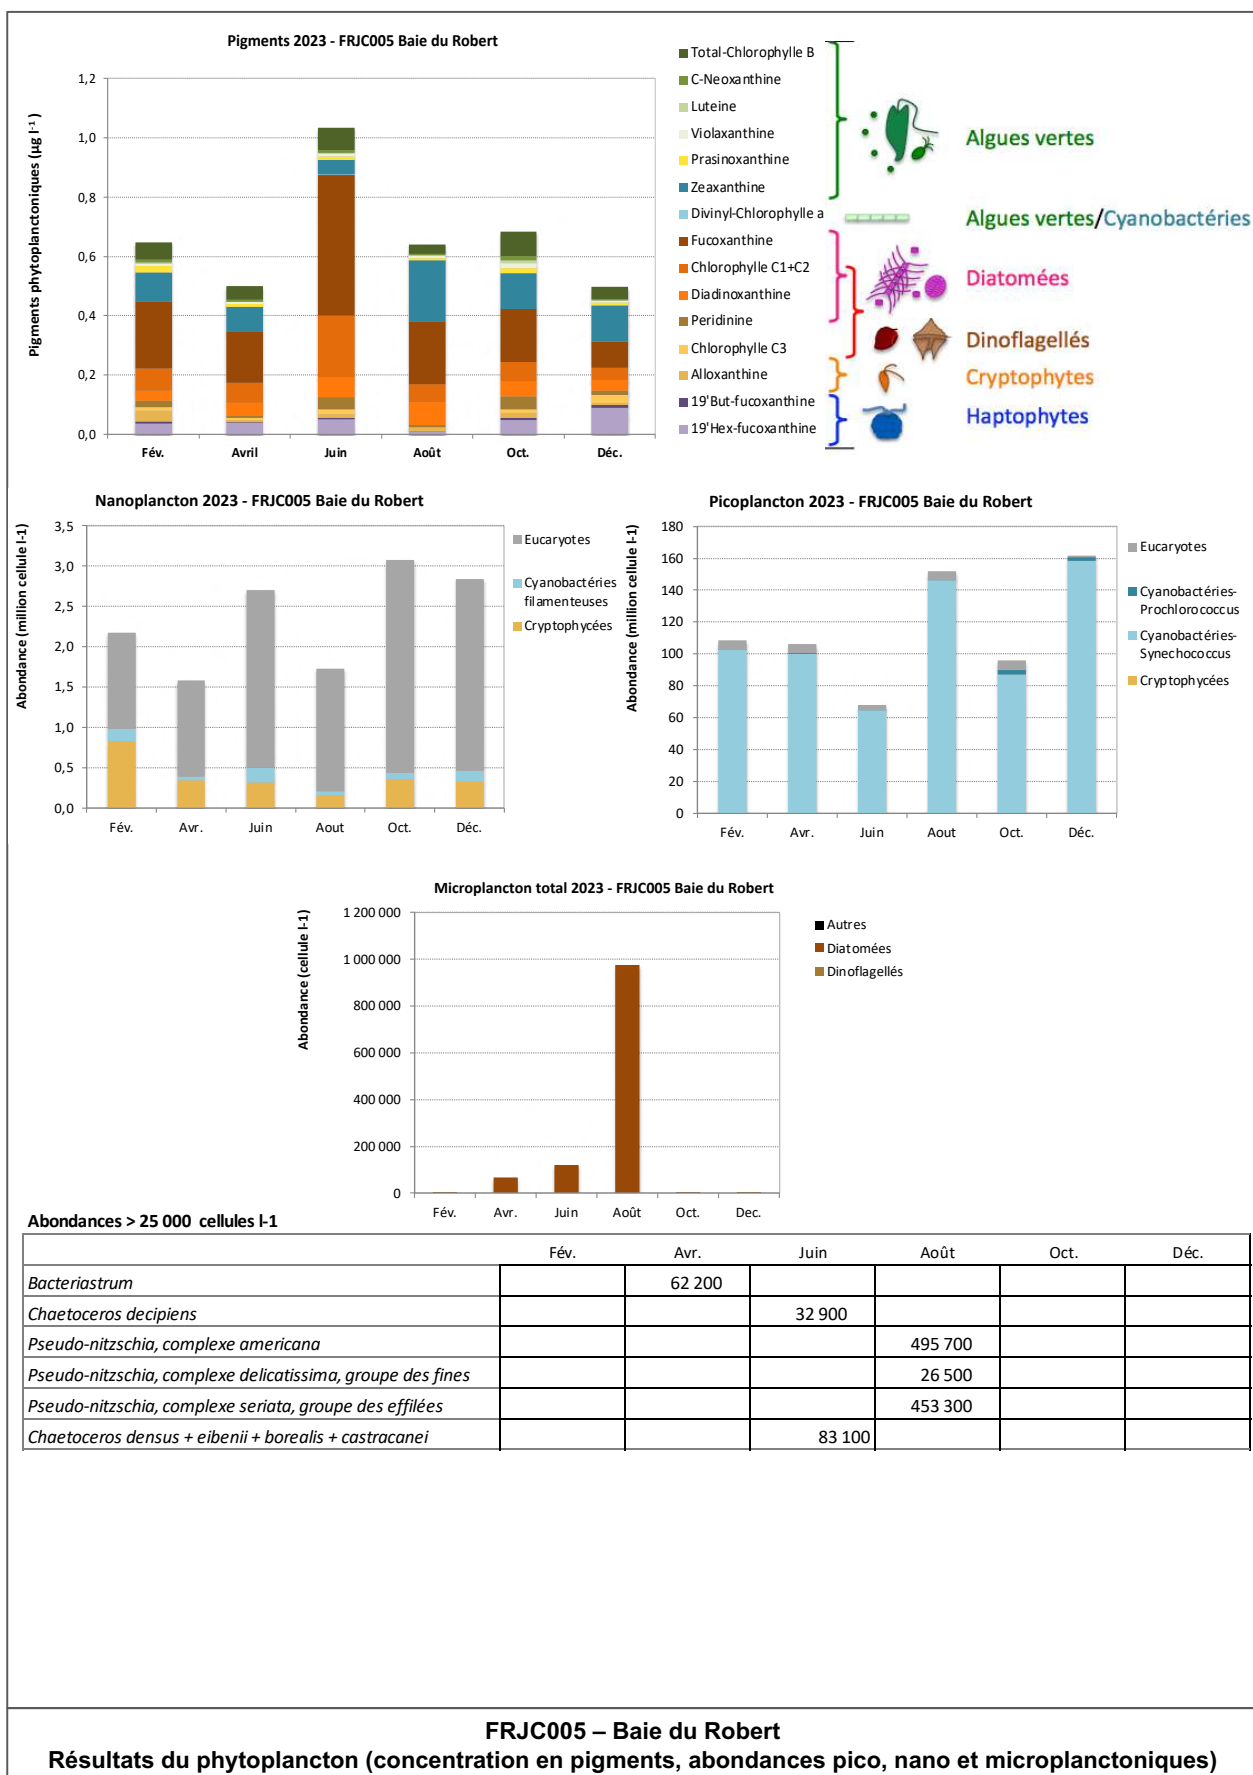 Pigments 2023 - FRJC005 Baie du Robert
Pigments phytoplanctoniques (µg l-1 )
1,2
1,0
0,8
0,6
0,4
0,2
0,0
Fév. Avril Juin Août Oct. Déc.
Total-Chlorophylle B
C-Neoxanthine
Luteine
Violaxanthine
Prasinoxanthine
Zeaxanthine
Divinyl-Chlorophylle a
Fucoxanthine
Chlorophylle C1+C2
Diadinoxanthine
Peridinine
Chlorophylle C3
Alloxanthine
19'But-fucoxanthine
19'Hex-fucoxanthine
Algues vertes
Algues vertes/Cyanobactéries
Diatomées
Dinoflagellés
Cryptophytes
Haptophytes
Nanoplancton 2023 - FRJC005 Baie du Robert
Abondance (million cellule l-1)
3,5
3,0
2,5
2,0
1,5
1,0
0,5
0,0
Fév. Avr. Juin Aout Oct. Déc.
Eucaryotes
Cyanobactéries
filamenteuses
Cryptophycées
Picoplancton 2023 - FRJC005 Baie du Robert
Abondance (million cellule l-1)
180
160
140
120
100
80
60
40
20
0
Fév. Avr. Juin Aout Oct. Déc.
Eucaryotes
Cyanobactéries-
Prochlorococcus
Cyanobactéries-
Synechococcus
Cryptophycées
Microplancton total 2023 - FRJC005 Baie du Robert
Abondance (cellule l-1)
1 200 000
1 000 000
800 000
600 000
400 000
200 000
0
Fév. Avr. Juin Août Oct. Dec.
Autres
Diatomées
Dinoflagellés
Abondances > 25 000 cellules l-1
Fév. Avr. Juin Août Oct. Déc.
Bacteriastrum 62 200
Chaetoceros decipiens 32 900
Pseudo-nitzschia, complexe americana 495 700
Pseudo-nitzschia, complexe delicatissima, groupe des fines 26 500
Pseudo-nitzschia, complexe seriata, groupe des effilées 453 300
Chaetoceros densus + eibenii + borealis + castracanei 83 100
FRJC005 – Baie du Robert
Résultats du phytoplancton (concentration en pigments, abondances pico, nano et microplanctoniques)